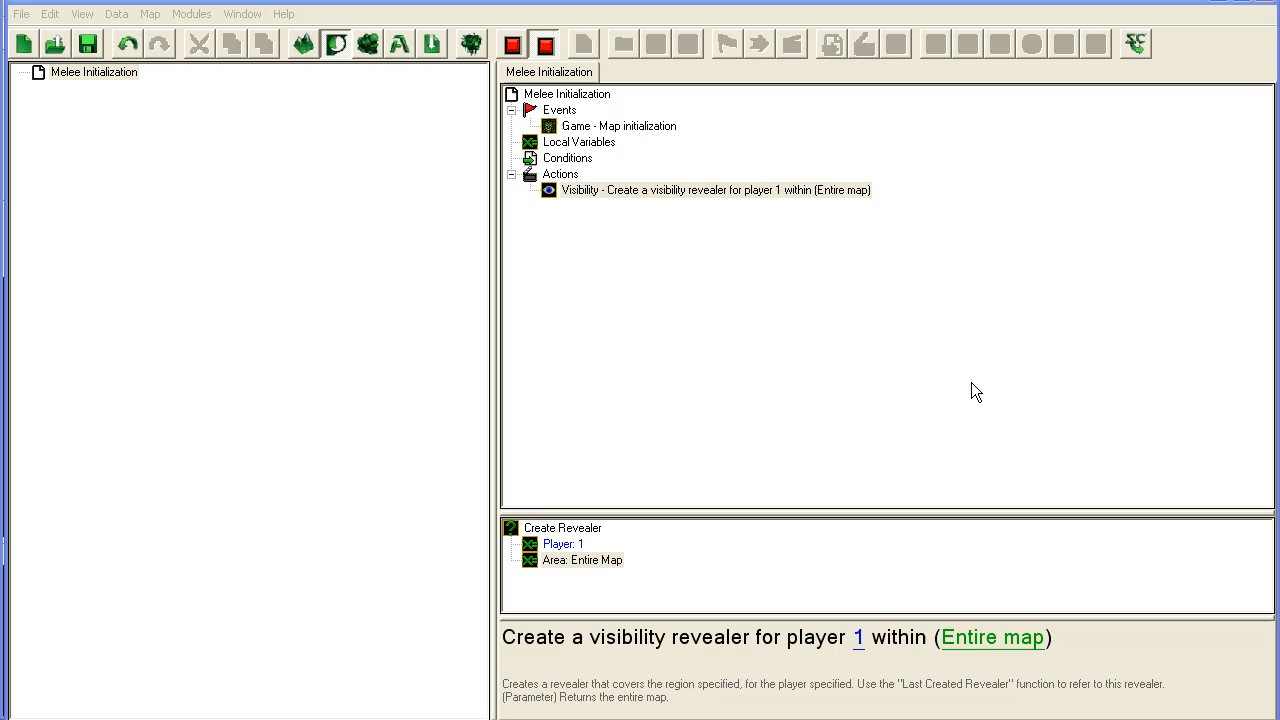 File Edit View Data Map Modules Window Help
Melee Initialization
Melee Initialization
Melee Initialization
Events
Game - Map initialization
Local Variables
Conditions
Actions
Visibility - Create a visibility revealer for player 1 within (Entire map)
Create Revealer
Player: 1
Area: Entire Map
Create a visibility revealer for player 1 within (Entire map)
Creates a revealer that covers the region specified, for the player specified. Use the "Last Created Revealer" function to refer to this revealer.
(Parameter) Returns the entire map.